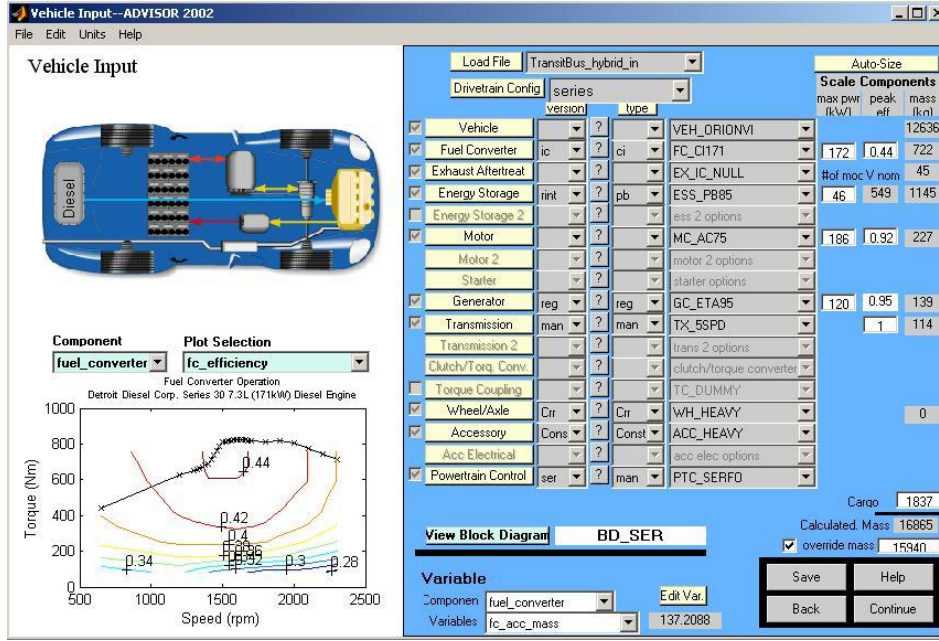 Vehicle Input--ADVISOR 2002
File Edit Units Help
Vehicle Input
Diesel
Component Plot Selection
fuel_converter fc_efficiency
Fuel Converter Operation
Detroit Diesel Corp. Series 30 7.3L (171kW) Diesel Engine
Torque (Nm)
1000
800
600
400
200
0
0.44
0.42
0.4
0.34
0.32
0.3
0.28
500 1000 1500 2000 2500
Speed (rpm)
Load File TransitBus_hybrid_in Auto-Size
Drivetrain Config series Scale Components
version type max pwr (kW) peak eff mass (kg)
Vehicle ? VEH_ORIONVI 12636
Fuel Converter ic ? ci FC_CI171 172 0.44 722
Exhaust Aftertreat ? EX_IC_NULL #of moc V nom 45
Energy Storage rint ? pb ESS_PB85 46 549 1145
Energy Storage 2 ? ess 2 options
Motor ? MC_AC75 186 0.92 227
Motor 2 ? motor 2 options
Starter ? starter options
Generator reg ? reg GC_ETA95 120 0.95 139
Transmission man ? man TX_5SPD 1 114
Transmission 2 ? trans 2 options
Clutch/Torq. Conv. ? clutch/torque converter
Torque Coupling ? TC_DUMMY
Wheel/Axle Crr ? Crr WH_HEAVY 0
Accessory Cons ? Const ACC_HEAVY
Acc Electrical ? acc elec options
Powertrain Control ser ? man PTC_SERFO
Cargo 1837
Calculated. Mass 16865
View Block Diagram BD_SER override mass 15940
Variable
Componen fuel_converter Edit Var.
Variables fc_acc_mass 137.2088
Save Help
Back Continue